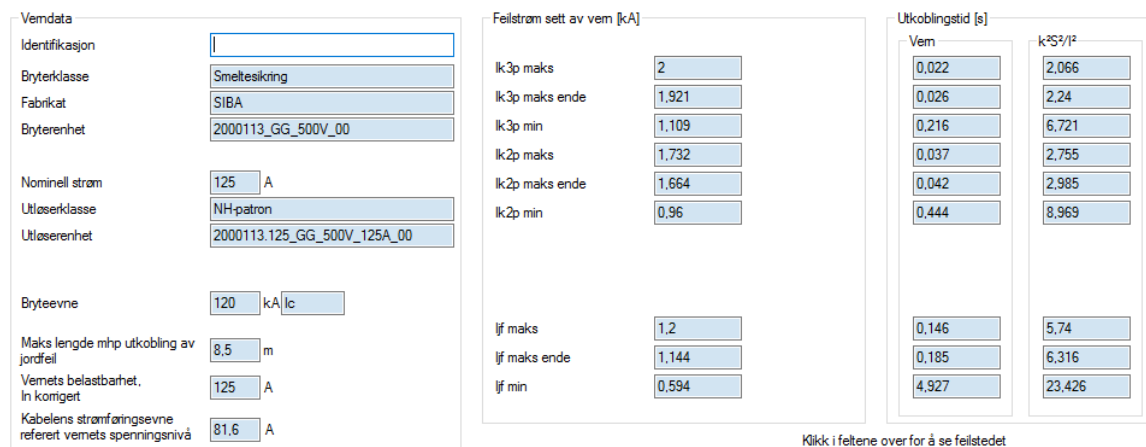 Verndata
Identifikasjon
Bryterklasse Smeltesikring
Fabrikat SIBA
Bryterenhet 2000113_GG_500V_00
Nominell strøm 125 A
Utløserklasse NH-patron
Utløserenhet 2000113.125_GG_500V_125A_00
Bryteevne 120 kA Ic
Maks lengde mhp utkobling av
jordfeil 8,5 m
Vernets belastbarhet,
In korrigert 125 A
Kabelens strømføringsevne
referert vernets spenningsnivå 81,6 A
Feilstrøm sett av vern [kA]
Ik3p maks 2
Ik3p maks ende 1,921
Ik3p min 1,109
Ik2p maks 1,732
Ik2p maks ende 1,664
Ik2p min 0,96
Ijf maks 1,2
Ijf maks ende 1,144
Ijf min 0,594
Utkoblingstid [s]
Vern k²S²/I²
0,022 2,066
0,026 2,24
0,216 6,721
0,037 2,755
0,042 2,985
0,444 8,969
0,146 5,74
0,185 6,316
4,927 23,426
Klikk i feltene over for å se feilstedet